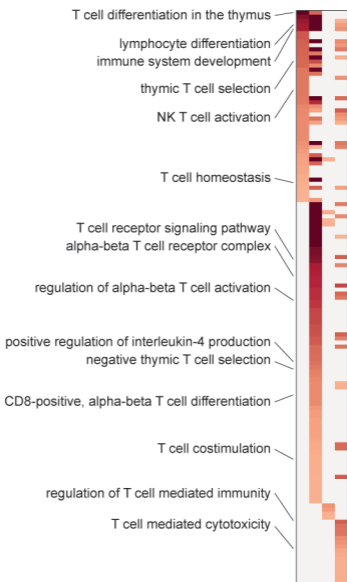 T cell differentiation in the thymus
lymphocyte differentiation
immune system development
thymic T cell selection
NK T cell activation
T cell homeostasis
T cell receptor signaling pathway
alpha-beta T cell receptor complex
regulation of alpha-beta T cell activation
positive regulation of interleukin-4 production
negative thymic T cell selection
CD8-positive, alpha-beta T cell differentiation
T cell costimulation
regulation of T cell mediated immunity
T cell mediated cytotoxicity